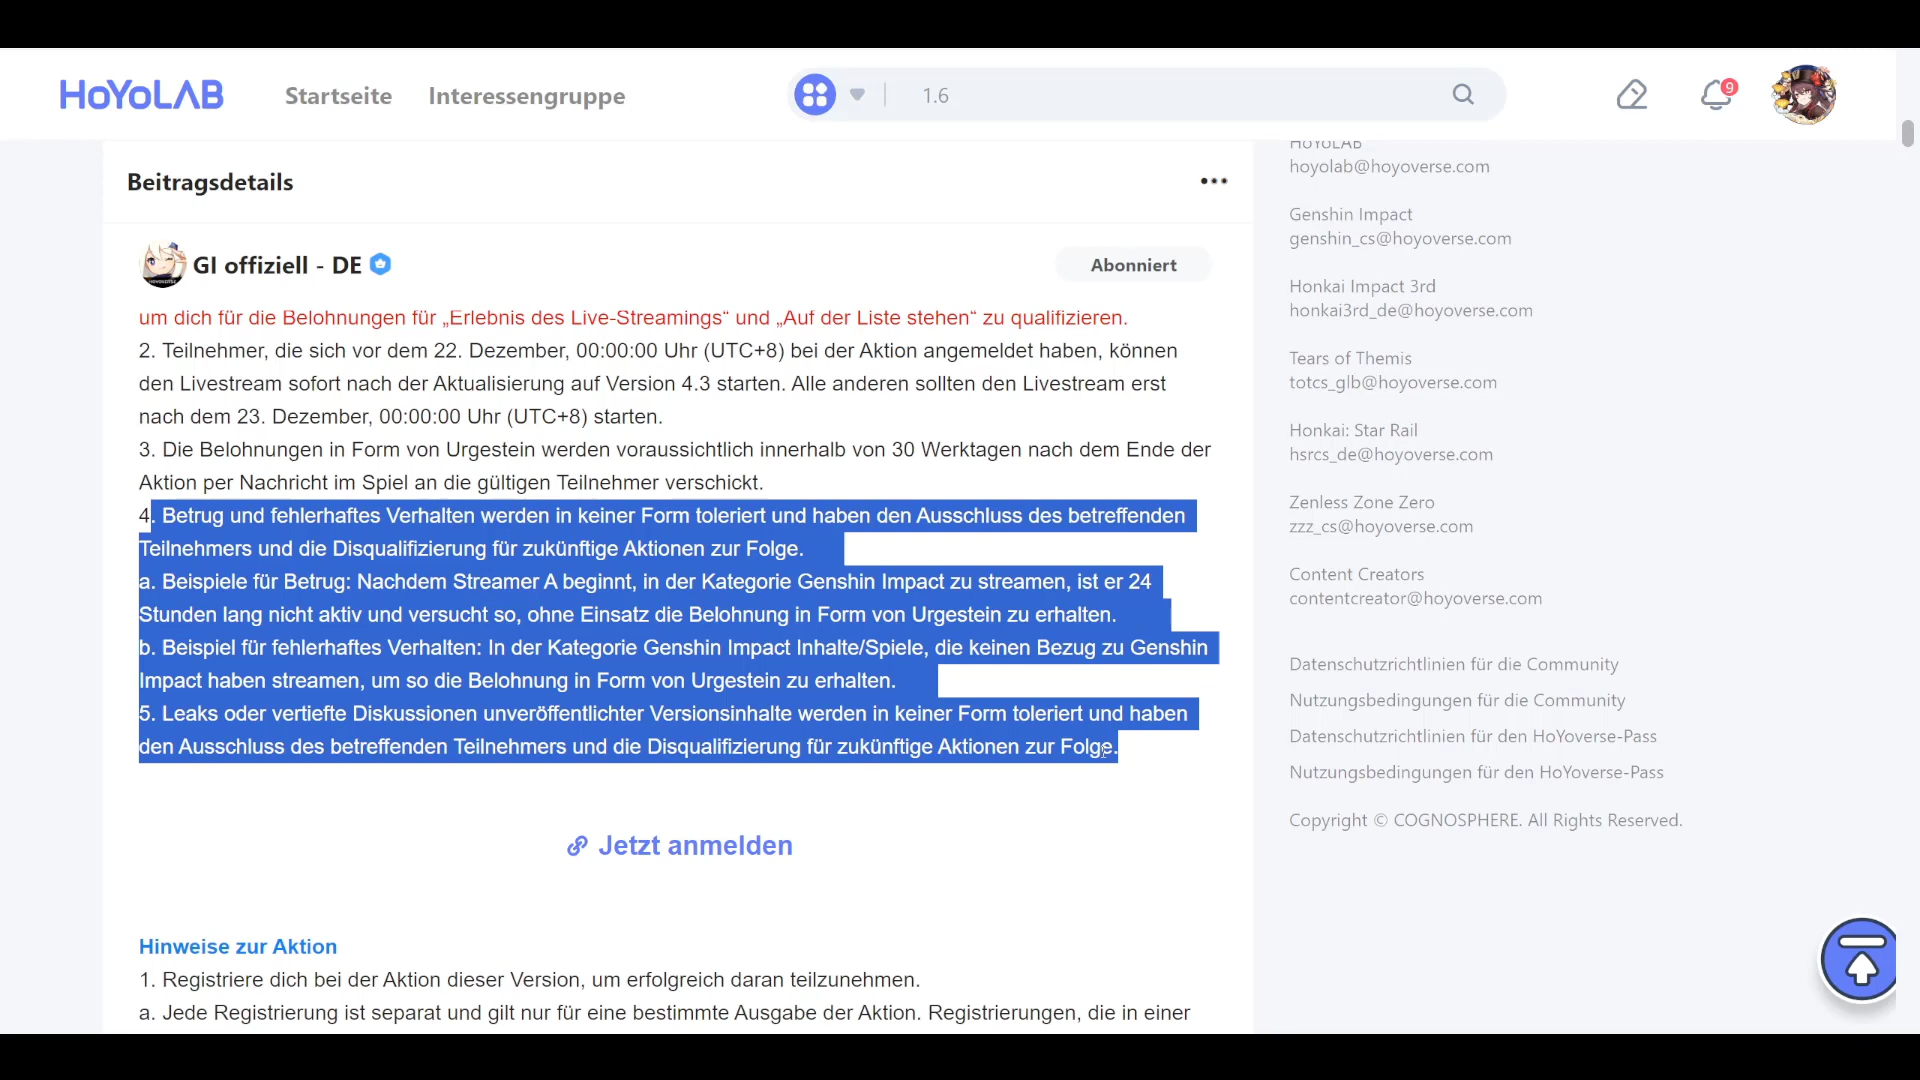 HoYoLAB
Startseite
Interessengruppe
1.6
9
Beitragsdetails
GI offiziell - DE
Abonniert
um dich für die Belohnungen für „Erlebnis des Live-Streamings“ und „Auf der Liste stehen“ zu qualifizieren.
2. Teilnehmer, die sich vor dem 22. Dezember, 00:00:00 Uhr (UTC+8) bei der Aktion angemeldet haben, können
den Livestream sofort nach der Aktualisierung auf Version 4.3 starten. Alle anderen sollten den Livestream erst
nach dem 23. Dezember, 00:00:00 Uhr (UTC+8) starten.
3. Die Belohnungen in Form von Urgestein werden voraussichtlich innerhalb von 30 Werktagen nach dem Ende der
Aktion per Nachricht im Spiel an die gültigen Teilnehmer verschickt.
4. Betrug und fehlerhaftes Verhalten werden in keiner Form toleriert und haben den Ausschluss des betreffenden
Teilnehmers und die Disqualifizierung für zukünftige Aktionen zur Folge.
a. Beispiele für Betrug: Nachdem Streamer A beginnt, in der Kategorie Genshin Impact zu streamen, ist er 24
Stunden lang nicht aktiv und versucht so, ohne Einsatz die Belohnung in Form von Urgestein zu erhalten.
b. Beispiel für fehlerhaftes Verhalten: In der Kategorie Genshin Impact Inhalte/Spiele, die keinen Bezug zu Genshin
Impact haben streamen, um so die Belohnung in Form von Urgestein zu erhalten.
5. Leaks oder vertiefte Diskussionen unveröffentlichter Versionsinhalte werden in keiner Form toleriert und haben
den Ausschluss des betreffenden Teilnehmers und die Disqualifizierung für zukünftige Aktionen zur Folge.
Jetzt anmelden
Hinweise zur Aktion
1. Registriere dich bei der Aktion dieser Version, um erfolgreich daran teilzunehmen.
a. Jede Registrierung ist separat und gilt nur für eine bestimmte Ausgabe der Aktion. Registrierungen, die in einer
HoYoLAB
hoyolab@hoyoverse.com
Genshin Impact
genshin_cs@hoyoverse.com
Honkai Impact 3rd
honkai3rd_de@hoyoverse.com
Tears of Themis
totcs_glb@hoyoverse.com
Honkai: Star Rail
hsrcs_de@hoyoverse.com
Zenless Zone Zero
zzz_cs@hoyoverse.com
Content Creators
contentcreator@hoyoverse.com
Datenschutzrichtlinien für die Community
Nutzungsbedingungen für die Community
Datenschutzrichtlinien für den HoYoverse-Pass
Nutzungsbedingungen für den HoYoverse-Pass
Copyright © COGNOSPHERE. All Rights Reserved.